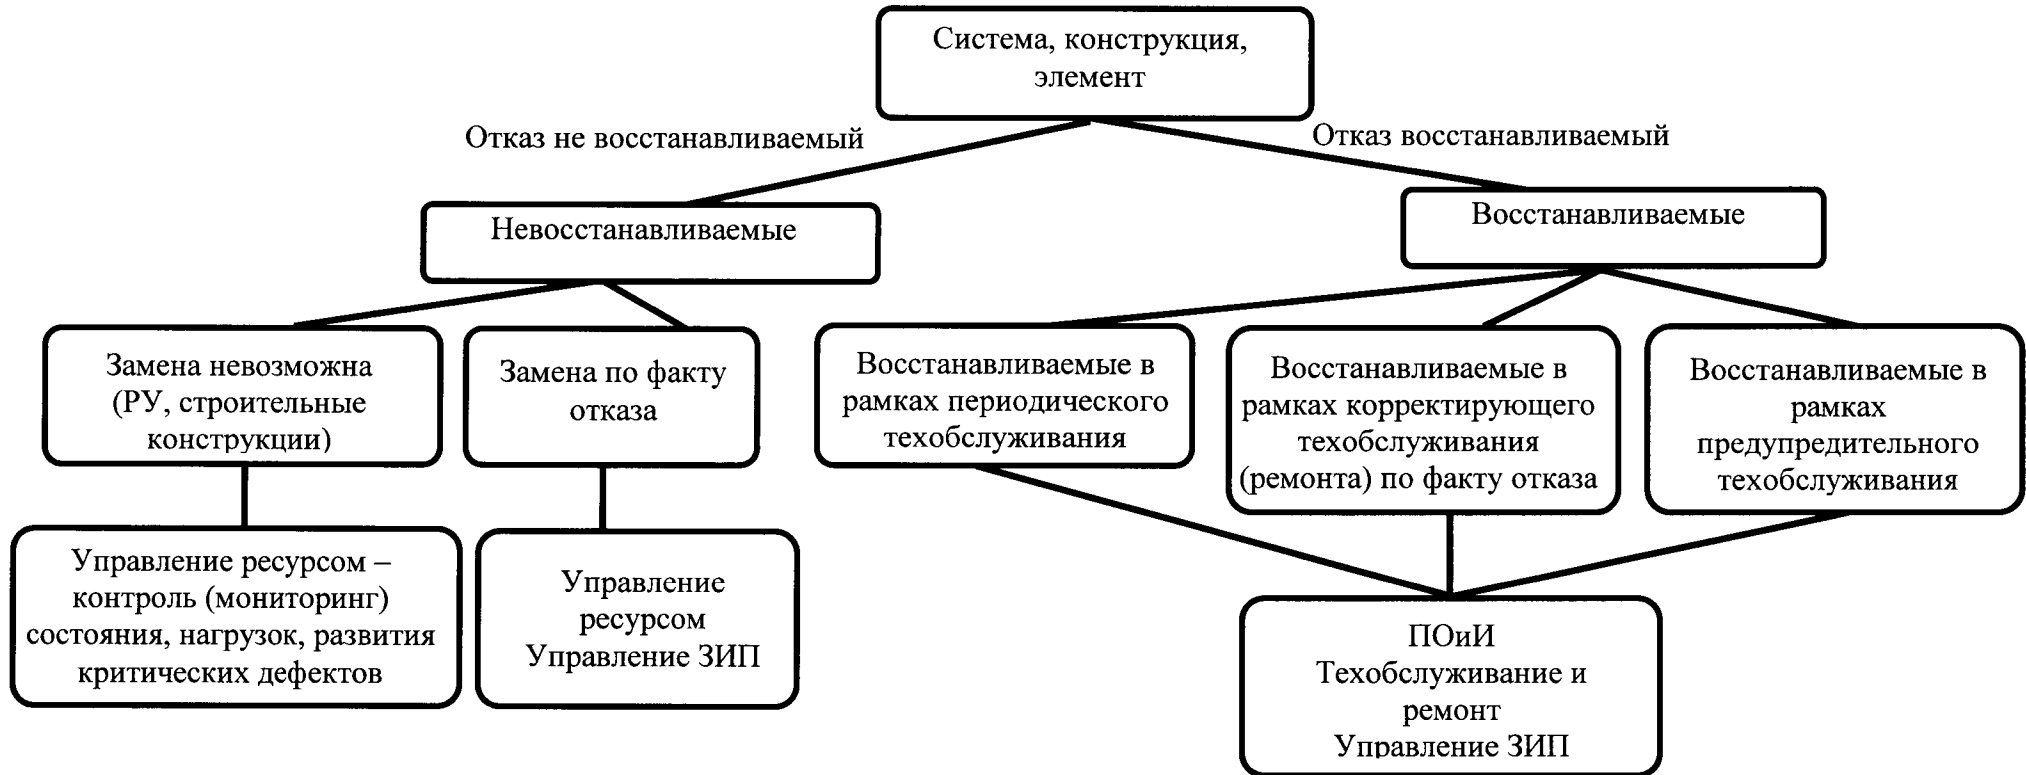 Система, конструкция,
элемент
Отказ не восстанавливаемый
Отказ восстанавливаемый
Невосстанавливаемые
Восстанавливаемые
Замена невозможна
(РУ, строительные
конструкции)
Замена по факту
отказа
Восстанавливаемые в
рамках периодического
техобслуживания
Восстанавливаемые в
рамках корректирующего
техобслуживания
(ремонта) по факту отказа
Восстанавливаемые в
рамках
предупредительного
техобслуживания
Управление ресурсом –
контроль (мониторинг)
состояния, нагрузок, развития
критических дефектов
Управление
ресурсом
Управление ЗИП
ПОиИ
Техобслуживание и
ремонт
Управление ЗИП